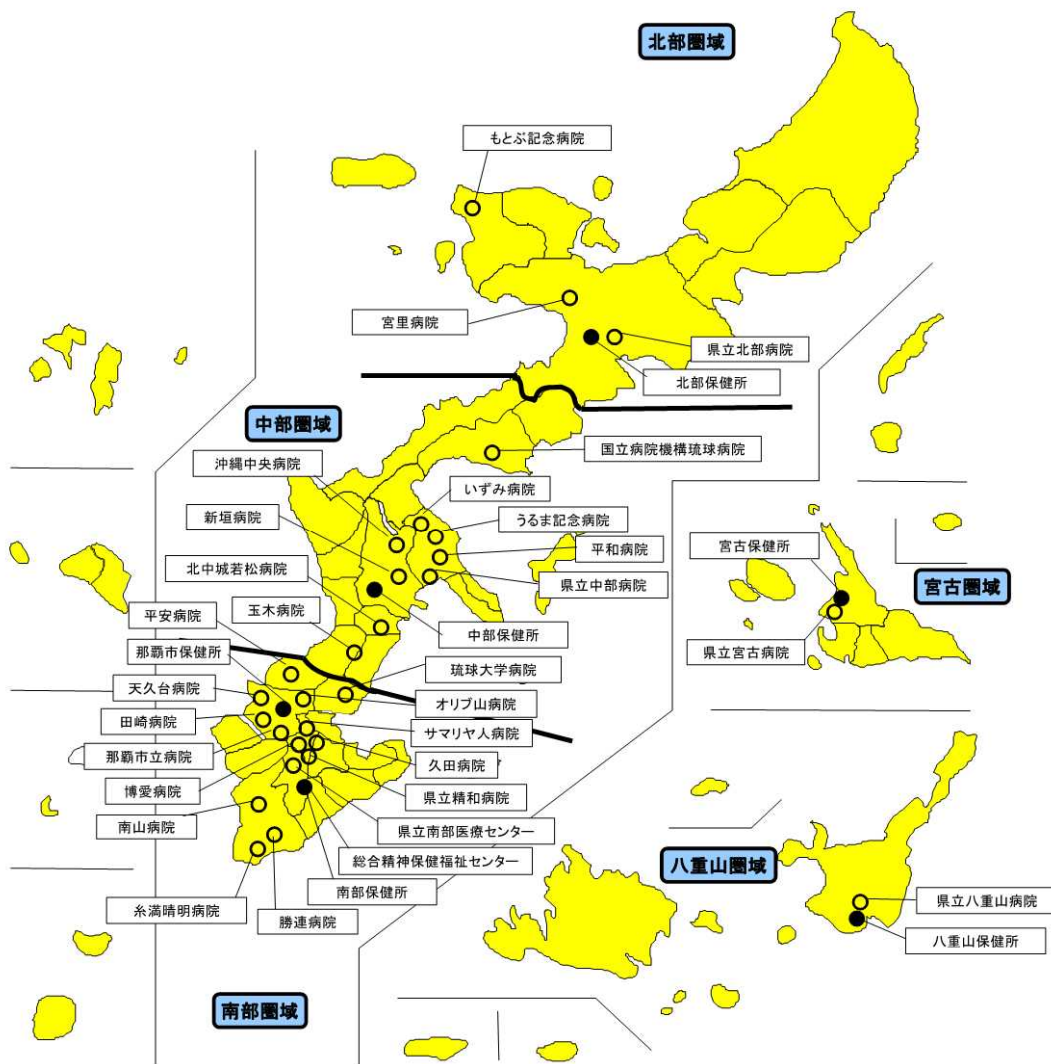 北部圏域
もとぶ記念病院
宮里病院
県立北部病院
北部保健所
中部圏域
沖縄中央病院
国立病院機構琉球病院
いずみ病院
新垣病院
うるま記念病院
平和病院
宮古保健所
北中城若松病院
県立中部病院
宮古圏域
玉木病院
平安病院
中部保健所
那覇市保健所
県立宮古病院
琉球大学病院
天久台病院
オリブ山病院
田崎病院
サマリヤ人病院
那覇市立病院
久田病院
博愛病院
県立精和病院
南山病院
県立南部医療センター
総合精神保健福祉センター
八重山圏域
南部保健所
県立八重山病院
糸満晴明病院
勝連病院
八重山保健所
南部圏域